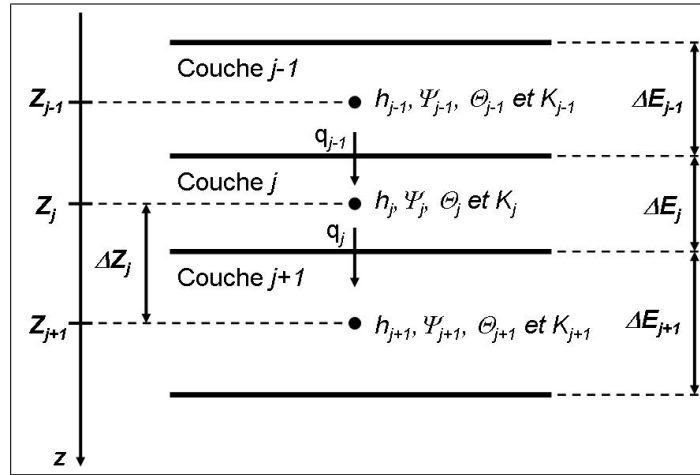 Couche j-1
Z_{j-1}
h_{j-1}, Ψ_{j-1}, Θ_{j-1} et K_{j-1}
ΔE_{j-1}
q_{j-1}
Couche j
Z_j
h_j, Ψ_j, Θ_j et K_j
ΔE_j
q_j
ΔZ_j
Couche j+1
Z_{j+1}
h_{j+1}, Ψ_{j+1}, Θ_{j+1} et K_{j+1}
ΔE_{j+1}
z